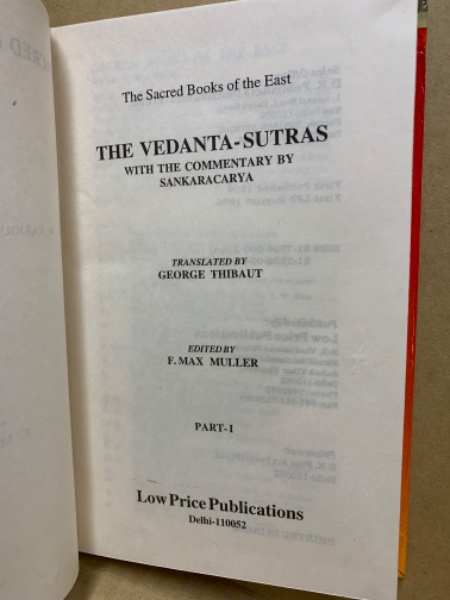 The Sacred Books of the East
THE VEDANTA-SUTRAS
WITH THE COMMENTARY BY
SANKARACARYA
TRANSLATED BY
GEORGE THIBAUT
EDITED BY
F. MAX MULLER
PART-I
Low Price Publications
Delhi-110052